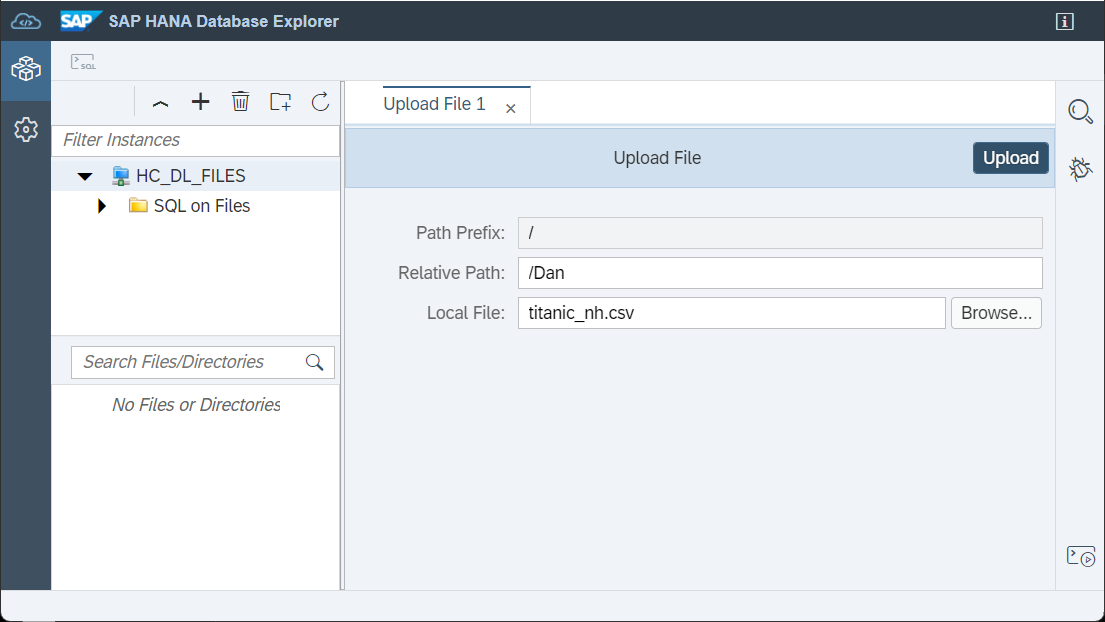 SAP SAP HANA Database Explorer
SQL
Upload File 1
Filter Instances
HC_DL_FILES
SQL on Files
Search Files/Directories
No Files or Directories
Upload File
Upload
Path Prefix: /
Relative Path: /Dan
Local File: titanic_nh.csv Browse...